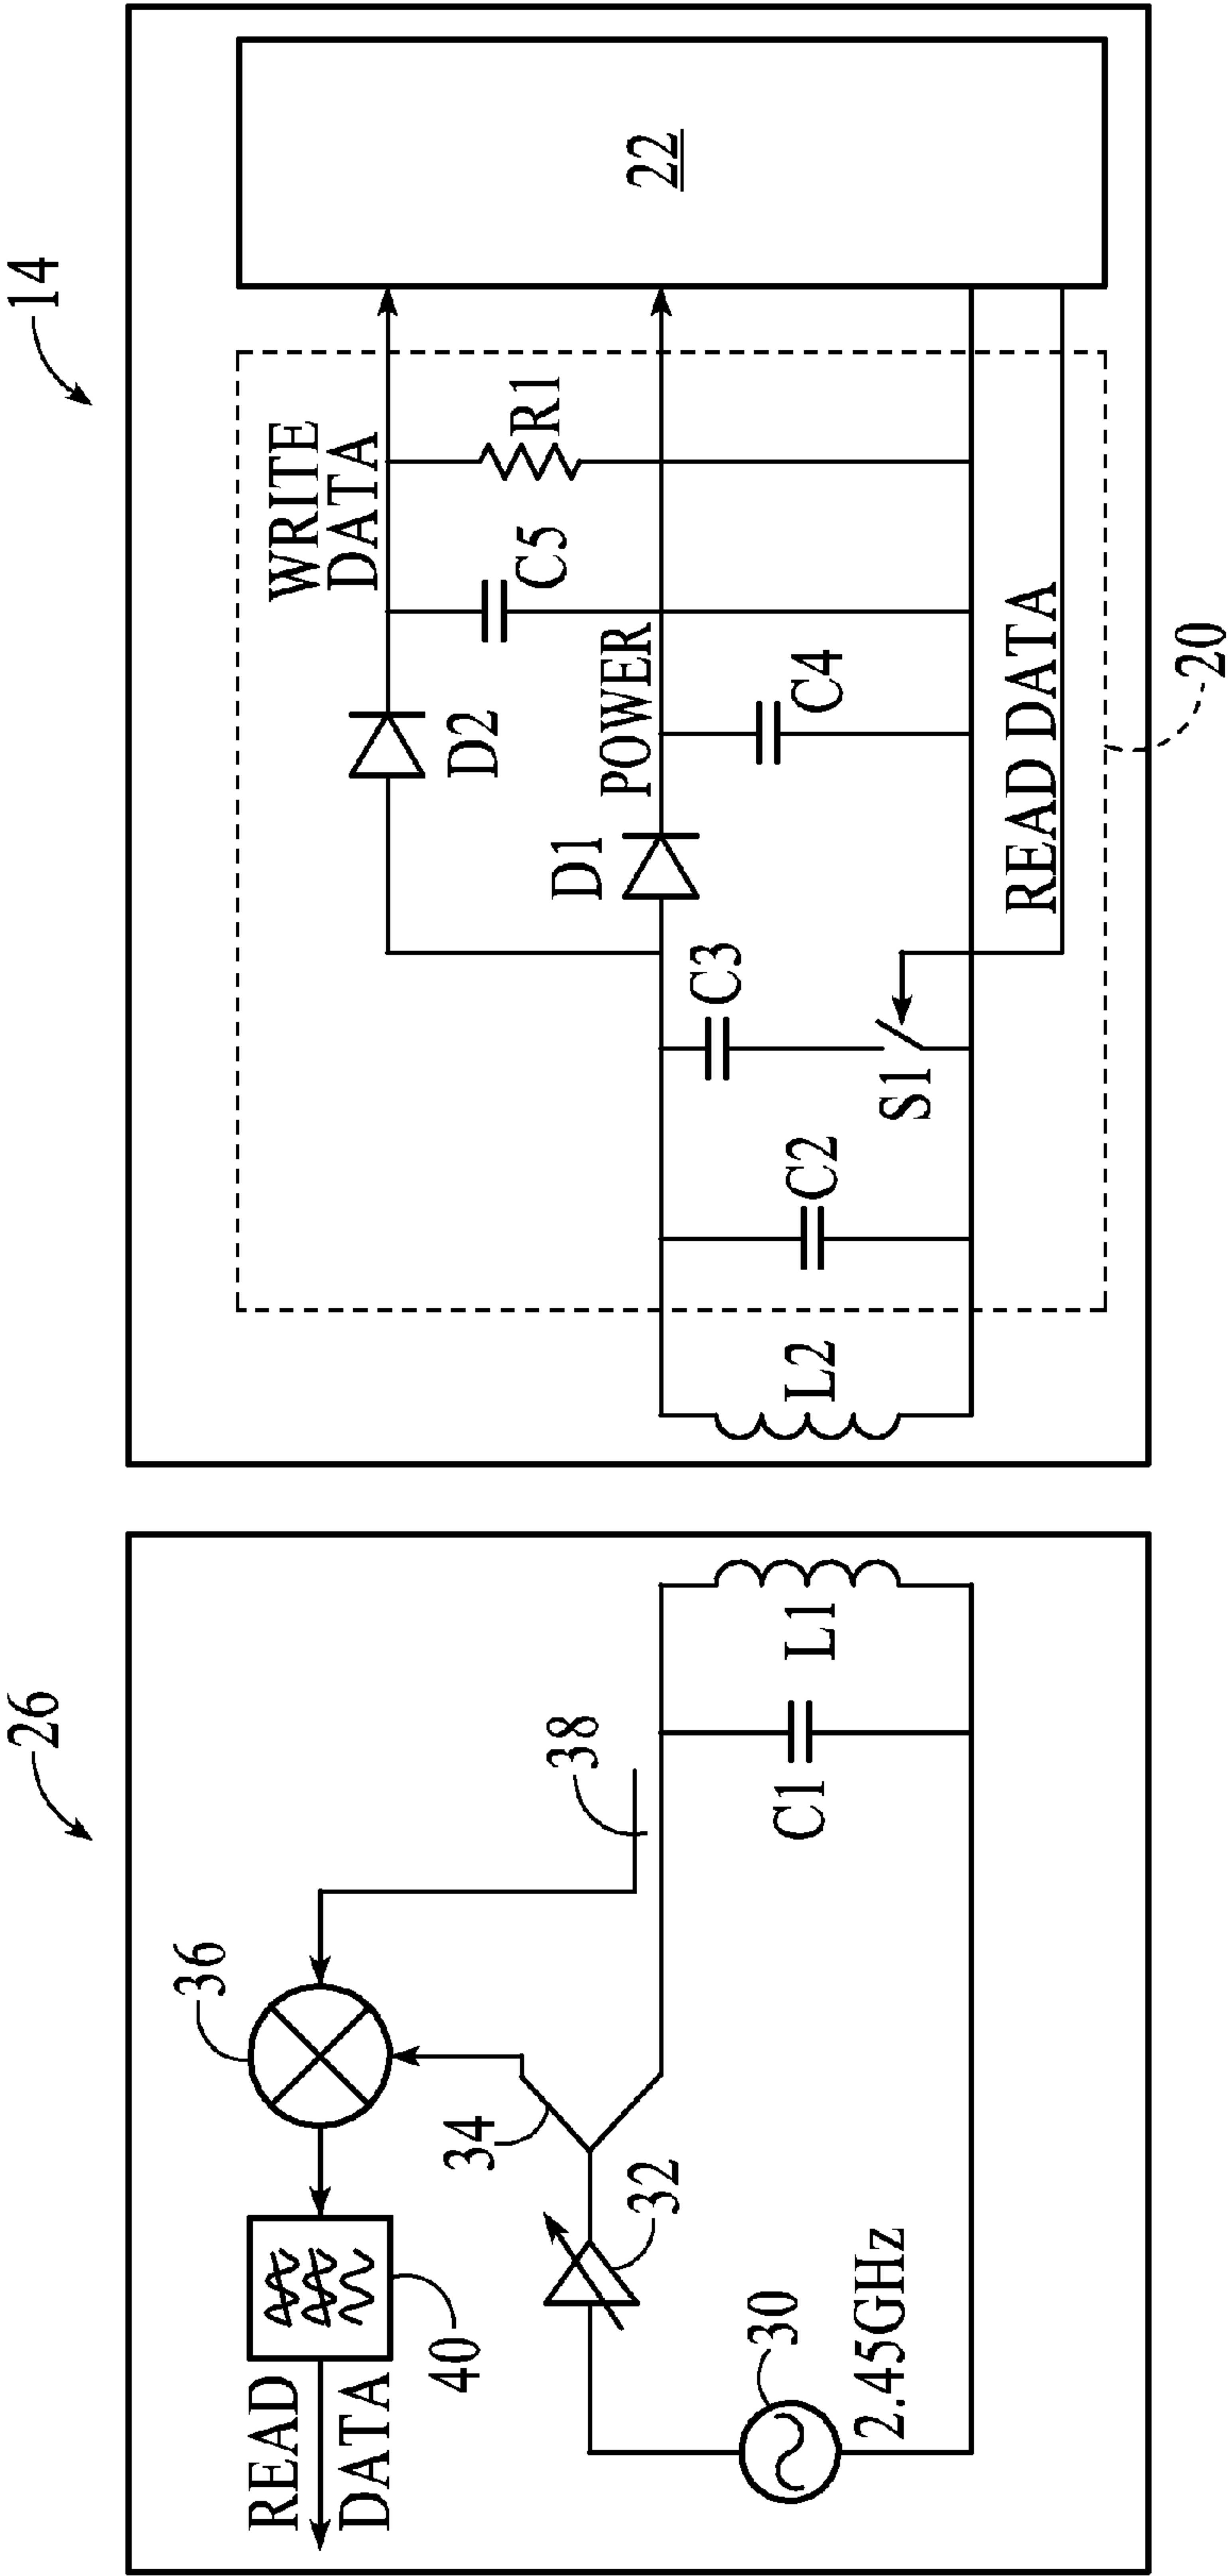 26
14
READ
DATA
40
36
34
32
38
30
2.45GHz
C1
L1
L2
C2
C3
S1
D1
D2
POWER
C4
C5
R1
WRITE
DATA
READ DATA
20
22